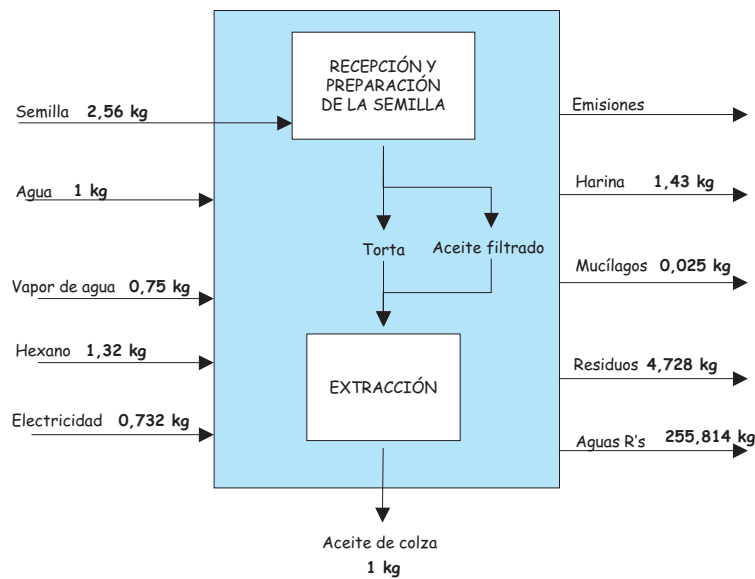 RECEPCIÓN Y
PREPARACIÓN
DE LA SEMILLA
Semilla 2,56 kg
Agua 1 kg
Vapor de agua 0,75 kg
Hexano 1,32 kg
Electricidad 0,732 kg
Torta
Aceite filtrado
EXTRACCIÓN
Emisiones
Harina 1,43 kg
Mucílagos 0,025 kg
Residuos 4,728 kg
Aguas R's 255,814 kg
Aceite de colza
1 kg